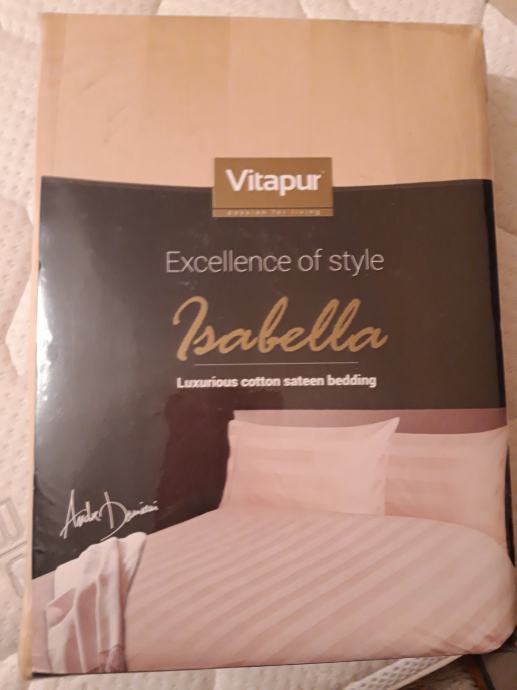 Vitapur
passion for living
Excellence of style
Isabella
Luxurious cotton sateen bedding